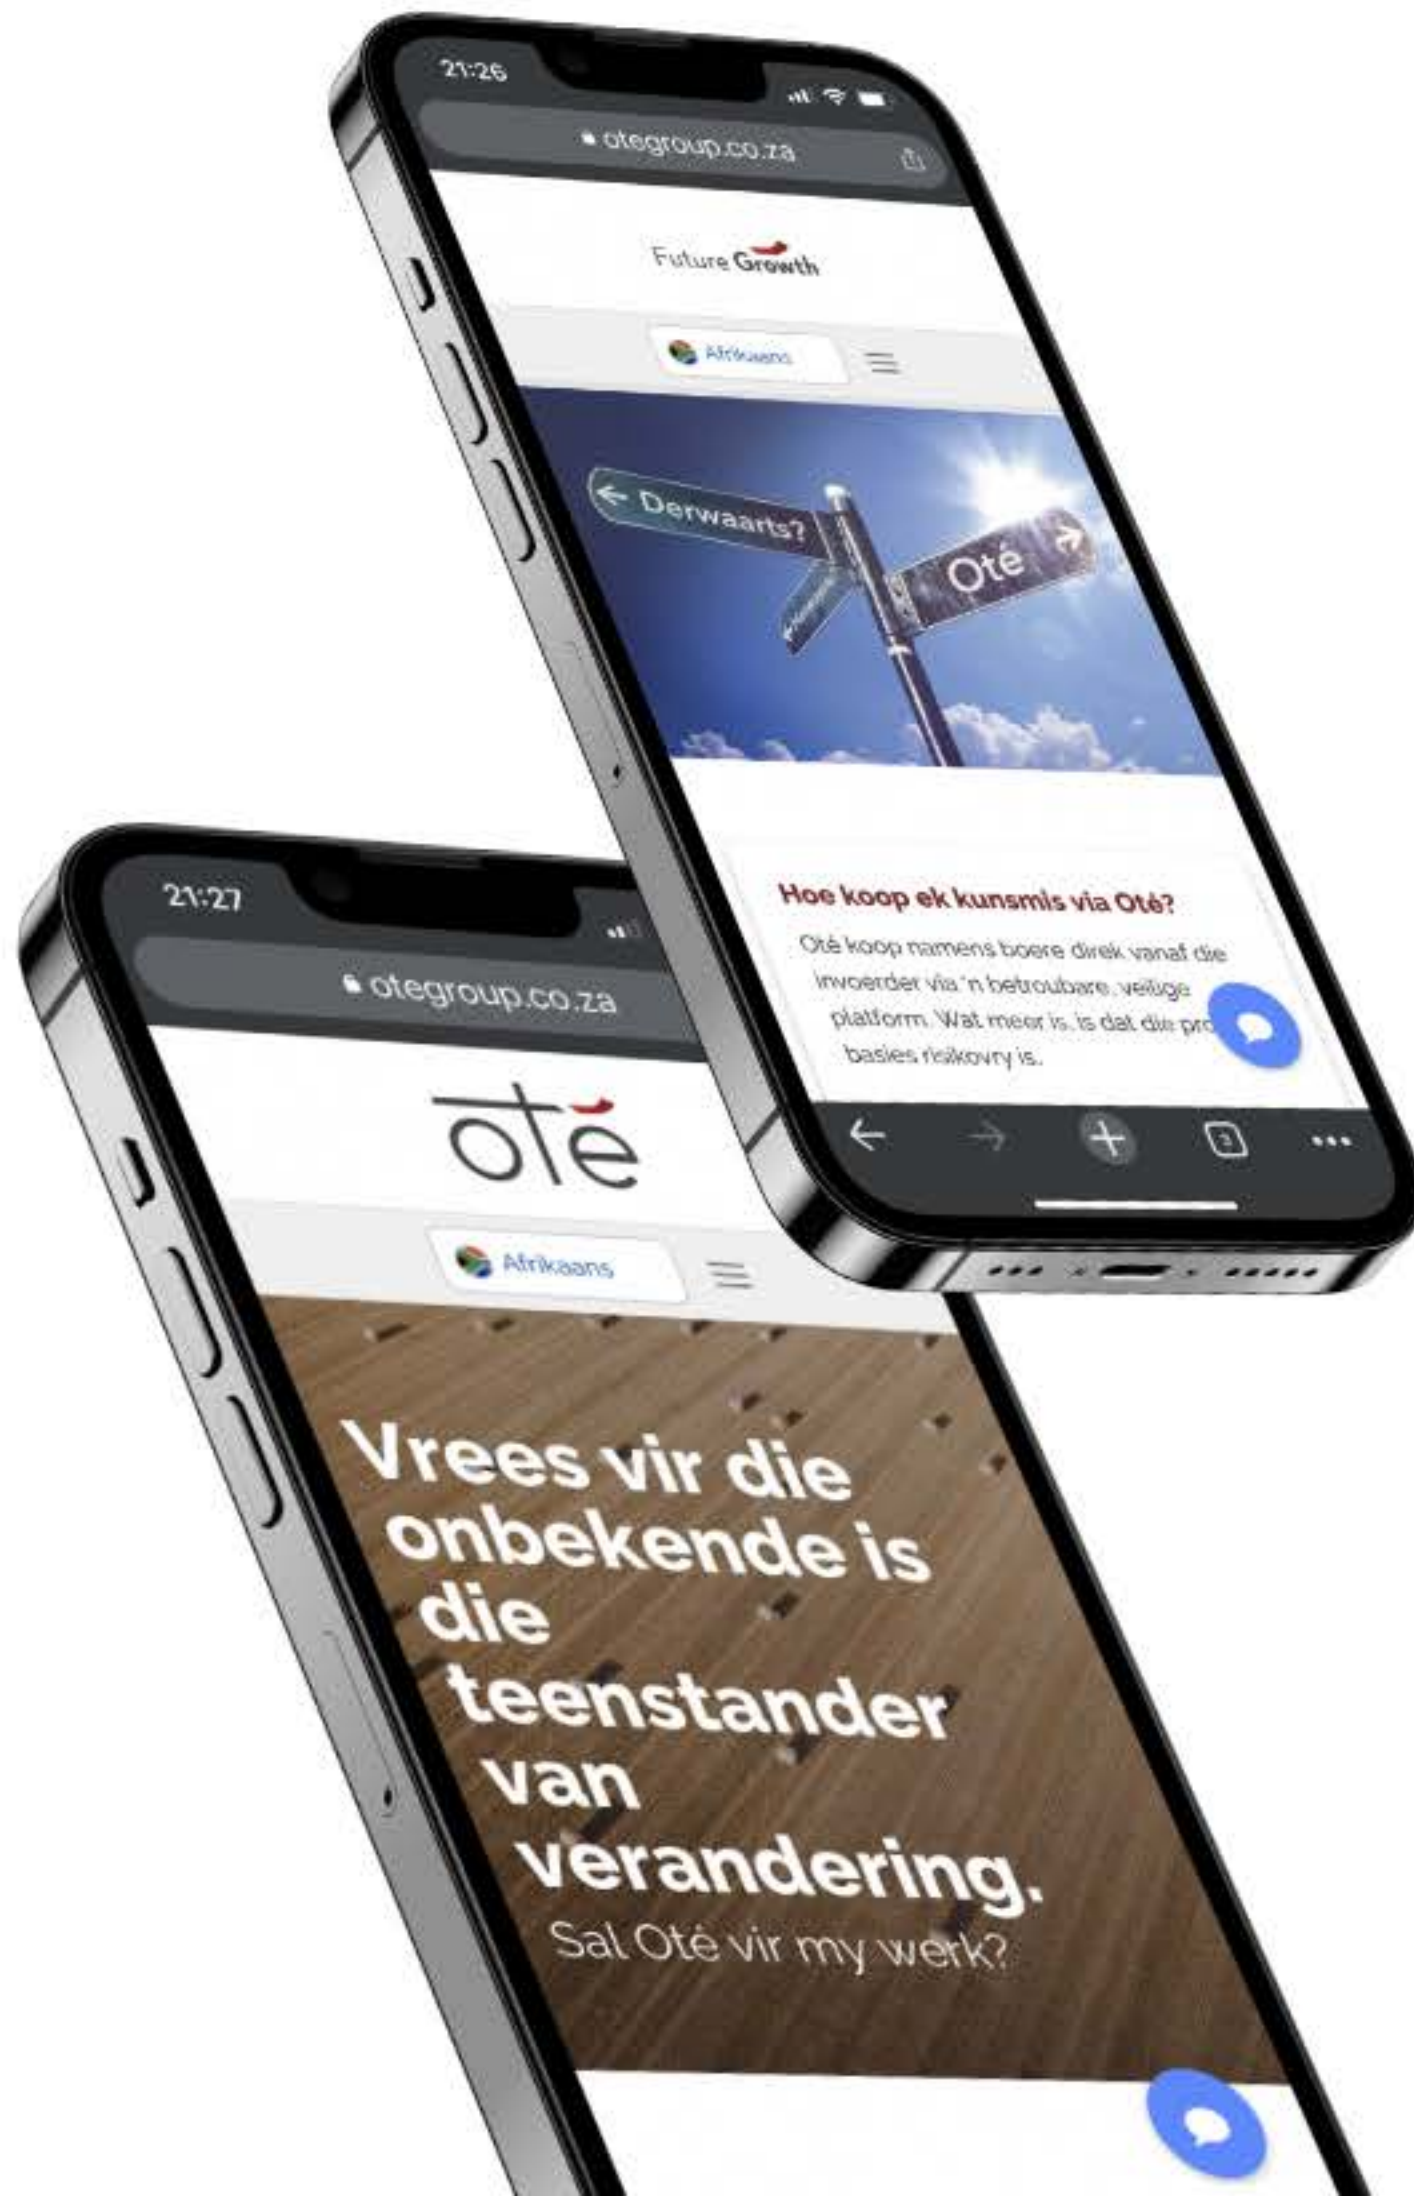 21:26
otegroup.co.za
Future Growth
Afrikaans
← Derwaarts?
Oté →
Hoe koop ek kunsmis via Oté?
Oté koop namens boere direk vanaf die
invoerder via 'n betroubare, veilige
platform. Wat meer is, is dat die pro
basies risikovry is.
3
21:27
otegroup.co.za
oté
Afrikaans
Vrees vir die
onbekende is
die
teenstander
van
verandering.
Sal Oté vir my werk?